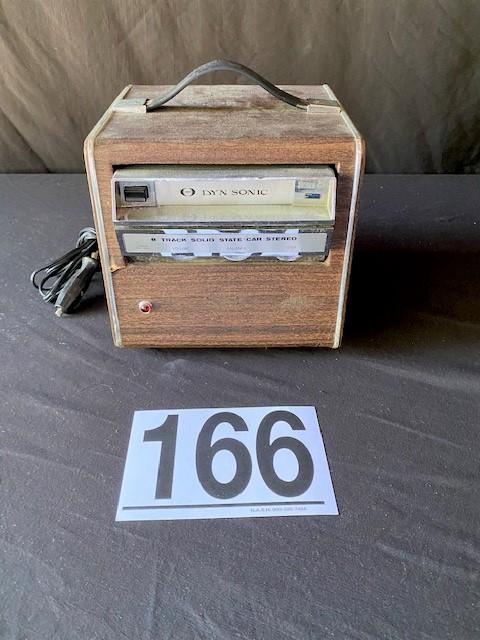 DYN SONIC
8 TRACK SOLID STATE CAR STEREO
166